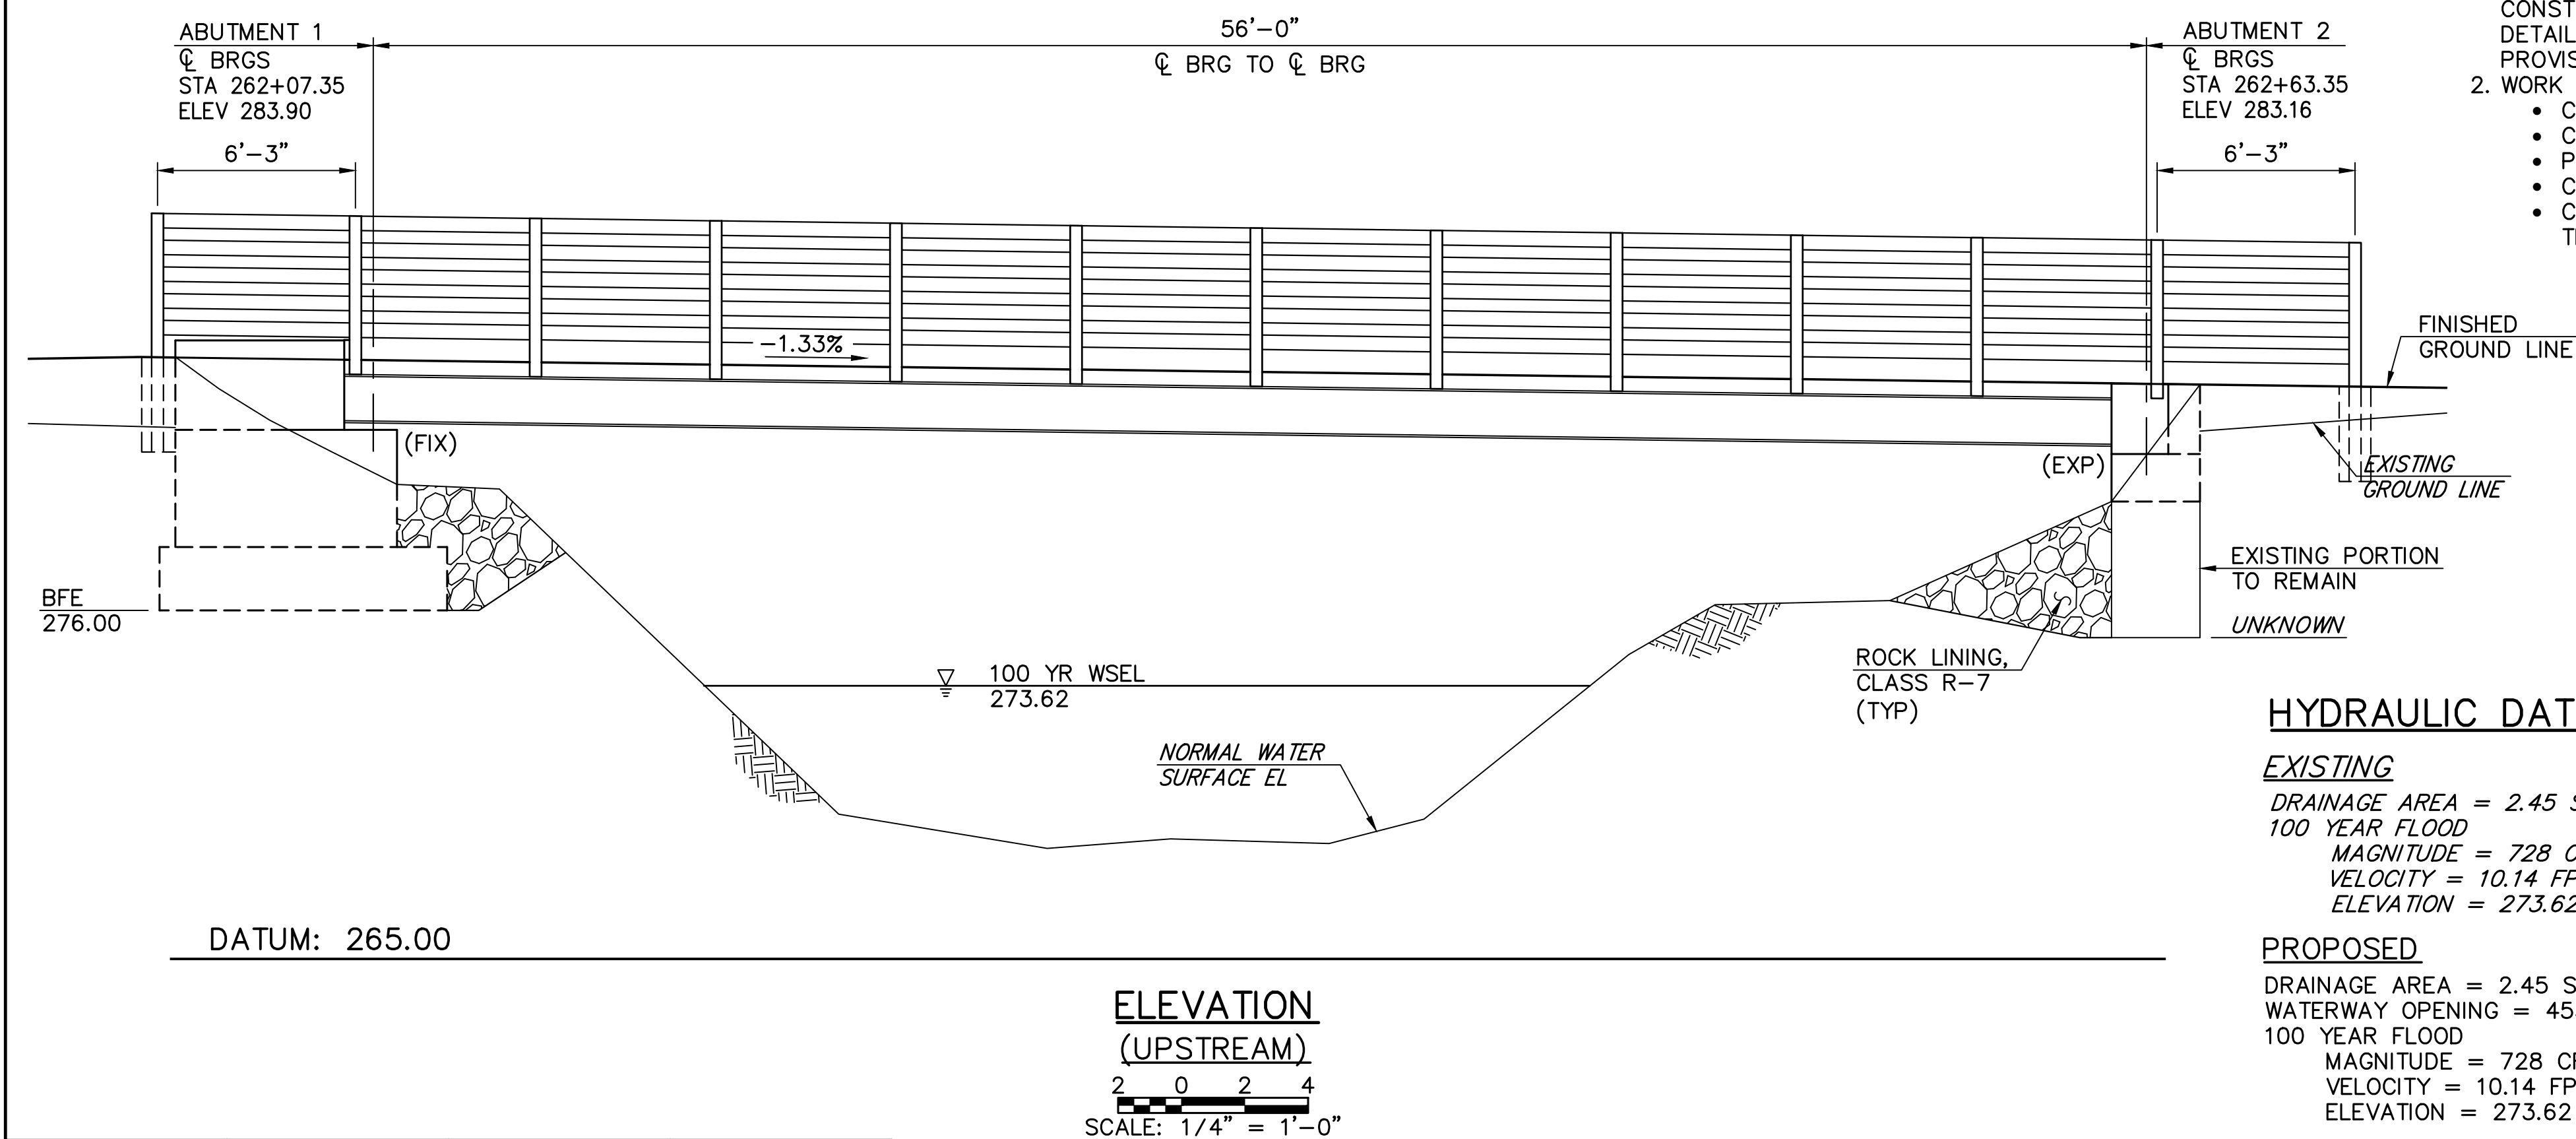 ABUTMENT 1
℄ BRGS
STA 262+07.35
ELEV 283.90
6'-3"
56'-0"
℄ BRG TO ℄ BRG
ABUTMENT 2
℄ BRGS
STA 262+63.35
ELEV 283.16
6'-3"
2. WORK
-1.33%
(FIX)
(EXP)
FINISHED
GROUND LINE
EXISTING
GROUND LINE
EXISTING PORTION
TO REMAIN
UNKNOWN
BFE
276.00
100 YR WSEL
273.62
ROCK LINING,
CLASS R-7
(TYP)
NORMAL WATER
SURFACE EL
DATUM: 265.00
ELEVATION
(UPSTREAM)
2 0 2 4
SCALE: 1/4" = 1'-0"
HYDRAULIC
EXISTING
DRAINAGE AREA = 2.45
100 YEAR FLOOD
MAGNITUDE = 728
VELOCITY = 10.14
ELEVATION = 273.62
PROPOSED
DRAINAGE AREA = 2.45
WATERWAY OPENING =
100 YEAR FLOOD
MAGNITUDE = 728
VELOCITY = 10.14
ELEVATION = 273.62